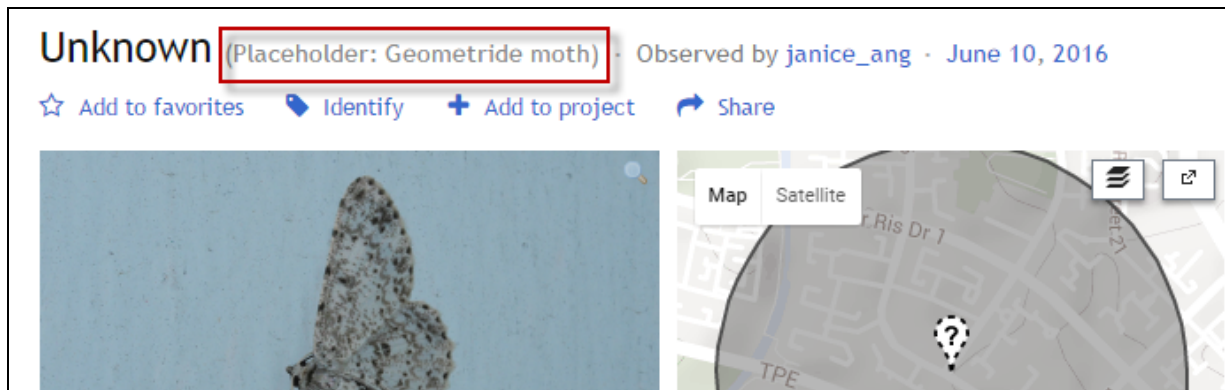 Unknown (Placeholder: Geometride moth) · Observed by janice_ang · June 10, 2016
Add to favorites Identify Add to project Share
Map Satellite
Ris Dr 1
21
?
TPE